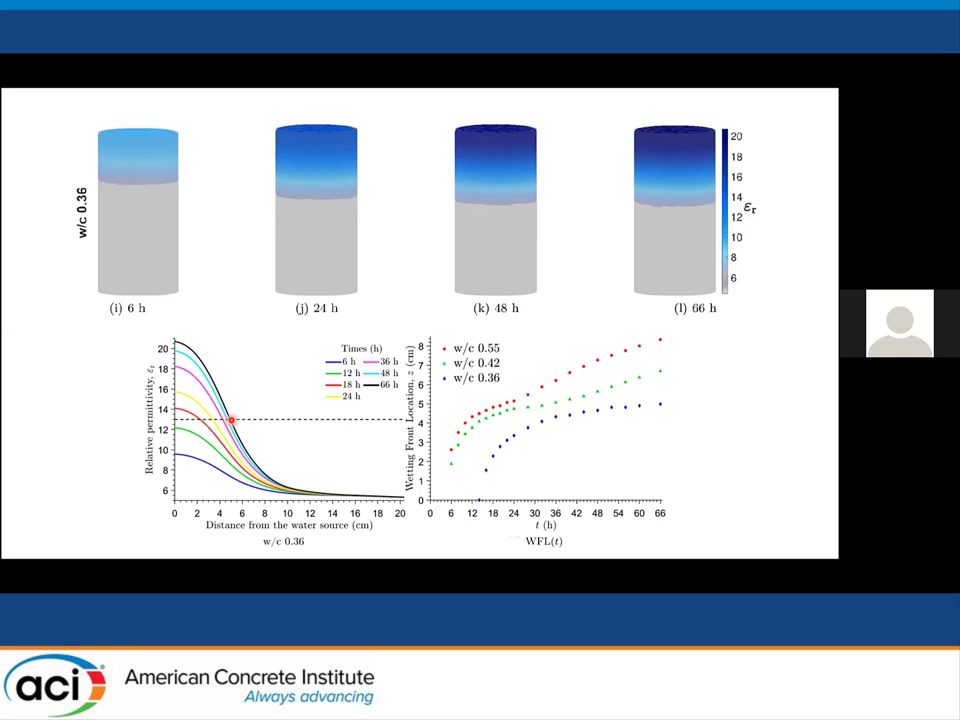 w/c 0.36
20
18
16
14
12
10
8
6
εr
(i) 6 h
(j) 24 h
(k) 48 h
(l) 66 h
Relative permittivity, εr
20
18
16
14
12
10
8
6
Times (h)
6 h 36 h
12 h 48 h
18 h 66 h
24 h
0 2 4 6 8 10 12 14 16 18 20
Distance from the water source (cm)
w/c 0.36
Wetting Front Location, z (cm)
8
7
6
5
4
3
2
1
0
w/c 0.55
w/c 0.42
w/c 0.36
0 6 12 18 24 30 36 42 48 54 60 66
t (h)
WFL(t)
aci
American Concrete Institute
Always advancing